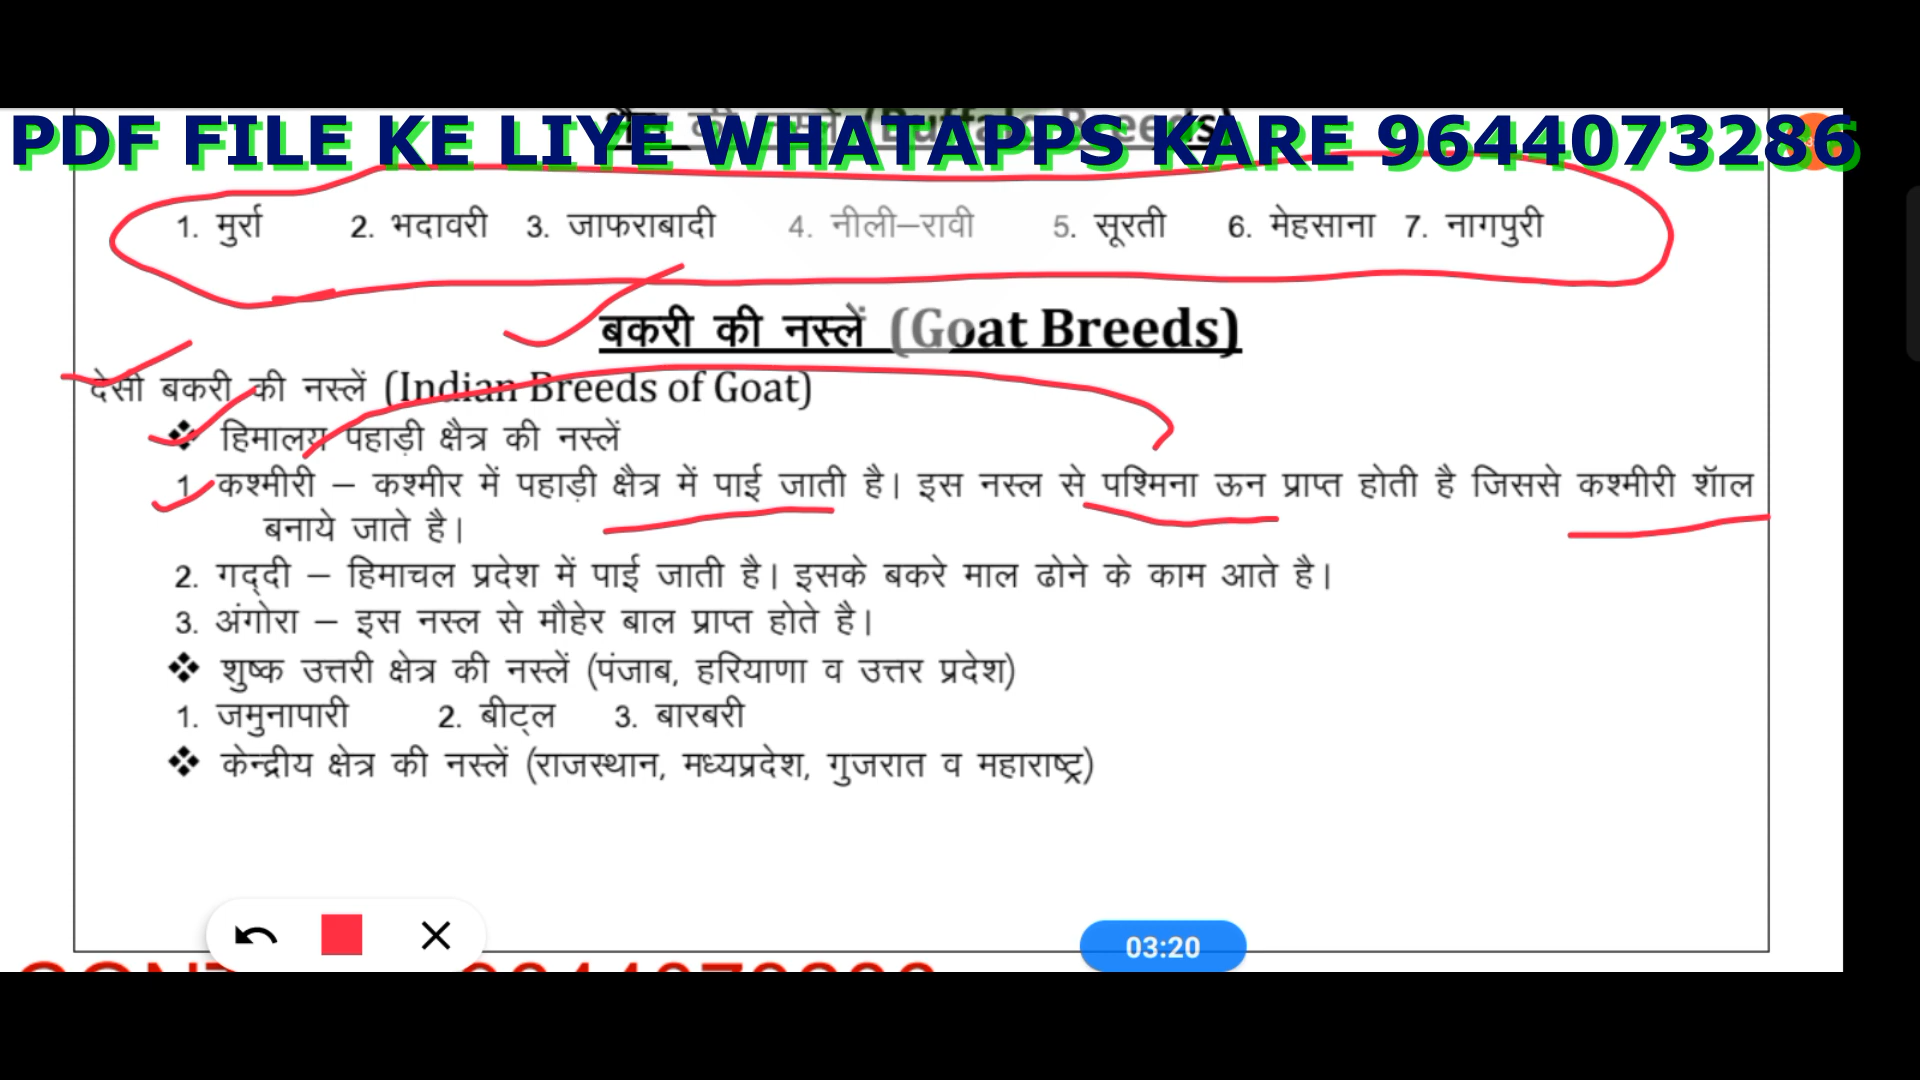 PDF FILE KE LIYE WHATAPPS KARE 9644073286
1. मुर्रा 2. भदावरी 3. जाफराबादी 4. नीली–रावी 5. सूरती 6. मेहसाना 7. नागपुरी
बकरी की नस्लें (Goat Breeds)
देसी बकरी की नस्लें (Indian Breeds of Goat)
❖ हिमालय पहाड़ी क्षैत्र की नस्लें
1. कश्मीरी – कश्मीर में पहाड़ी क्षैत्र में पाई जाती है। इस नस्ल से पश्मिना ऊन प्राप्त होती है जिससे कश्मीरी शॅाल
बनाये जाते है।
2. गद्दी – हिमाचल प्रदेश में पाई जाती है। इसके बकरे माल ढोने के काम आते है।
3. अंगोरा – इस नस्ल से मौहेर बाल प्राप्त होते है।
❖ शुष्क उत्तरी क्षेत्र की नस्लें (पंजाब, हरियाणा व उत्तर प्रदेश)
1. जमुनापारी 2. बीट्ल 3. बारबरी
❖ केन्द्रीय क्षेत्र की नस्लें (राजस्थान, मध्यप्रदेश, गुजरात व महाराष्ट्र)
03:20